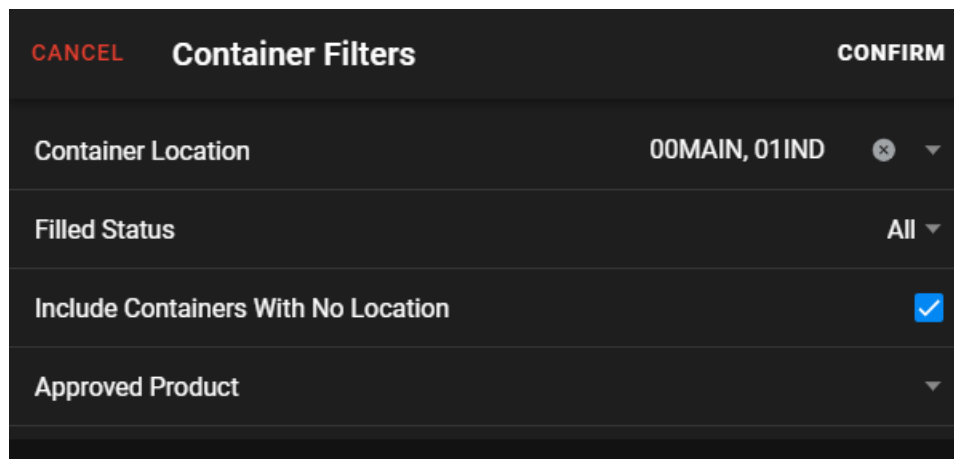 CANCEL Container Filters CONFIRM
Container Location 00MAIN, 01IND
Filled Status All
Include Containers With No Location
Approved Product